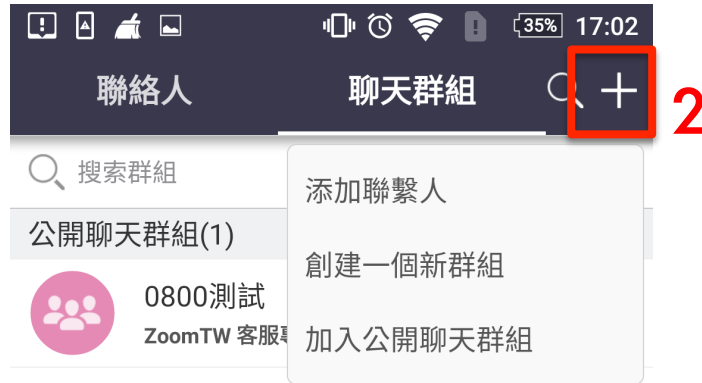 35% 17:02
聯絡人 聊天群組
2
搜索群組
添加聯繫人
公開聊天群組(1)
創建一個新群組
0800測試
ZoomTW 客服
加入公開聊天群組